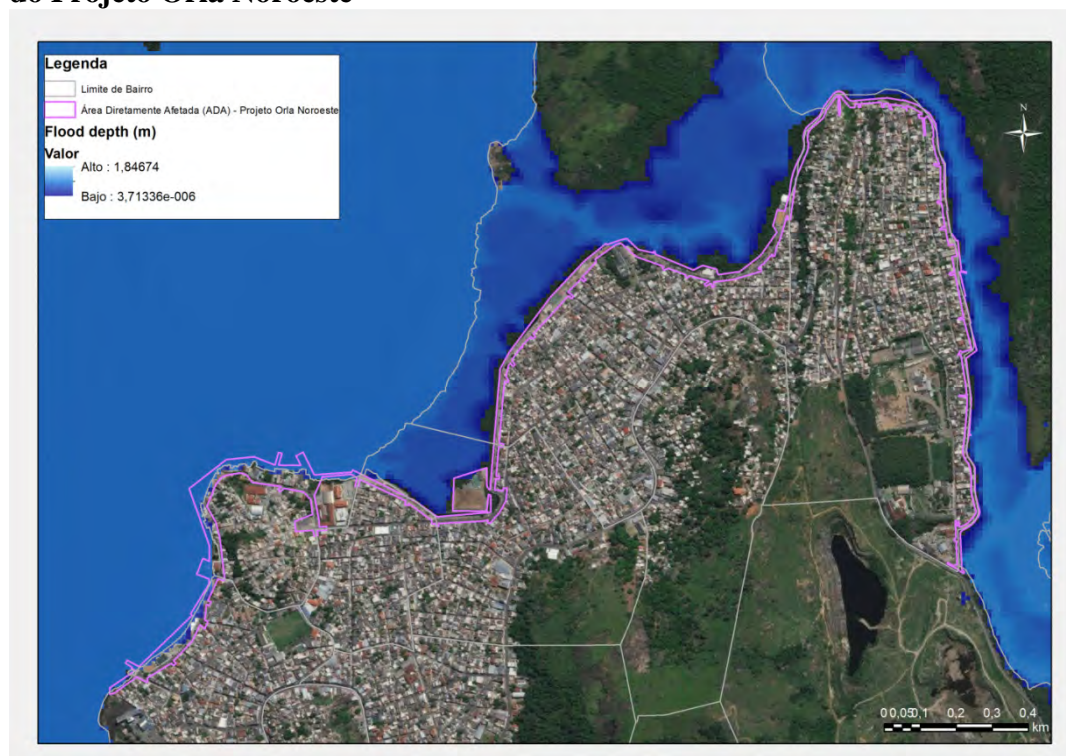 do Projeto Orla Noroeste
Legenda
Limite de Bairro
Área Diretamente Afetada (ADA) - Projeto Orla Noroeste
Flood depth (m)
Valor
Alto : 1,84674
Bajo : 3,71336e-006
N
km
0 0,05 0,1 0,2 0,3 0,4